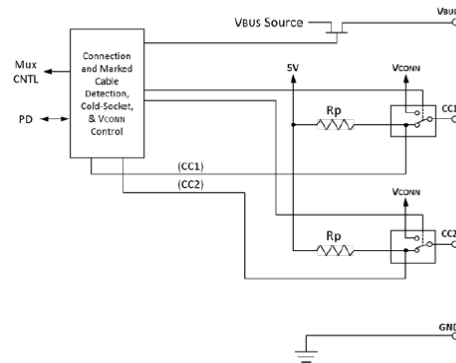 VBUS Source
VBUS
Mux
CNTL
PD
Connection
and Marked
Cable
Detection,
Cold-Socket,
& VCONN
Control
5V
VCONN
Rp
CC1
(CC1)
(CC2)
VCONN
Rp
CC2
GND